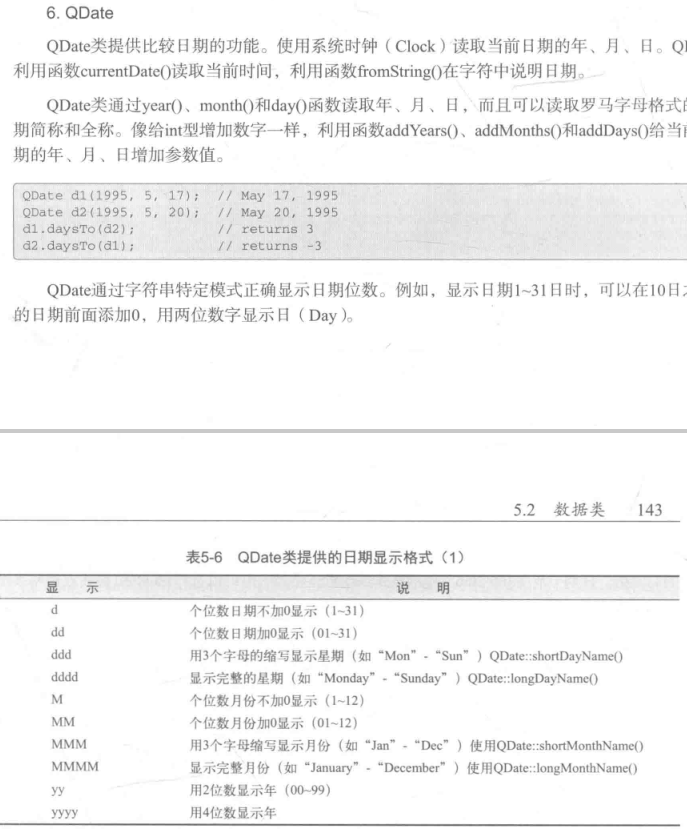 6. QDate
QDate类提供比较日期的功能。使用系统时钟（Clock）读取当前日期的年、月、日。
利用函数currentDate()读取当前时间，利用函数fromString()在字符中说明日期。
QDate类通过year()、month()和day()函数读取年、月、日，而且可以读取罗马字母格式的
期简称和全称。像给int型增加数字一样，利用函数addYears()、addMonths()和addDays()给当前
期的年、月、日增加参数值。
QDate d1(1995, 5, 17); // May 17, 1995
QDate d2(1995, 5, 20); // May 20, 1995
d1.daysTo(d2); // returns 3
d2.daysTo(d1); // returns -3
QDate通过字符串特定模式正确显示日期位数。例如，显示日期1~31日时，可以在10日
的日期前面添加0，用两位数字显示日（Day）。
5.2 数据类 143
表5-6 QDate类提供的日期显示格式（1）
显 示 说 明
d 个位数日期不加0显示（1~31）
dd 个位数日期加0显示（01~31）
ddd 用3个字母的缩写显示星期（如“Mon”-“Sun”）QDate::shortDayName()
dddd 显示完整的星期（如“Monday”-“Sunday”）QDate::longDayName()
M 个位数月份不加0显示（1~12）
MM 个位数月份加0显示（01~12）
MMM 用3个字母缩写显示月份（如“Jan”-“Dec”）使用QDate::shortMonthName()
MMMM 显示完整月份（如“January”-“December”）使用QDate::longMonthName()
yy 用2位数显示年（00~99）
yyyy 用4位数显示年